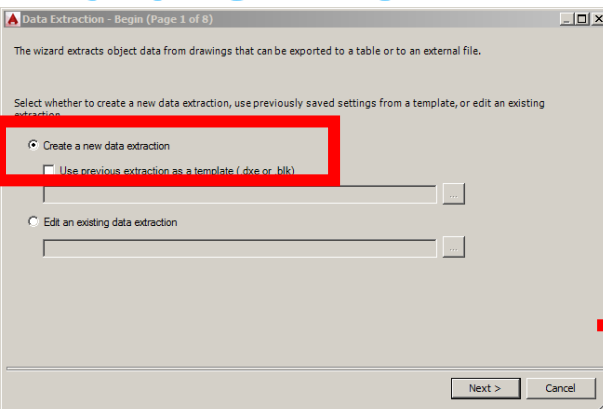 Data Extraction - Begin (Page 1 of 8)
The wizard extracts object data from drawings that can be exported to a table or to an external file.
Select whether to create a new data extraction, use previously saved settings from a template, or edit an existing
extraction.
Create a new data extraction
Use previous extraction as a template (.dxe or .blk)
...
Edit an existing data extraction
...
Next > Cancel